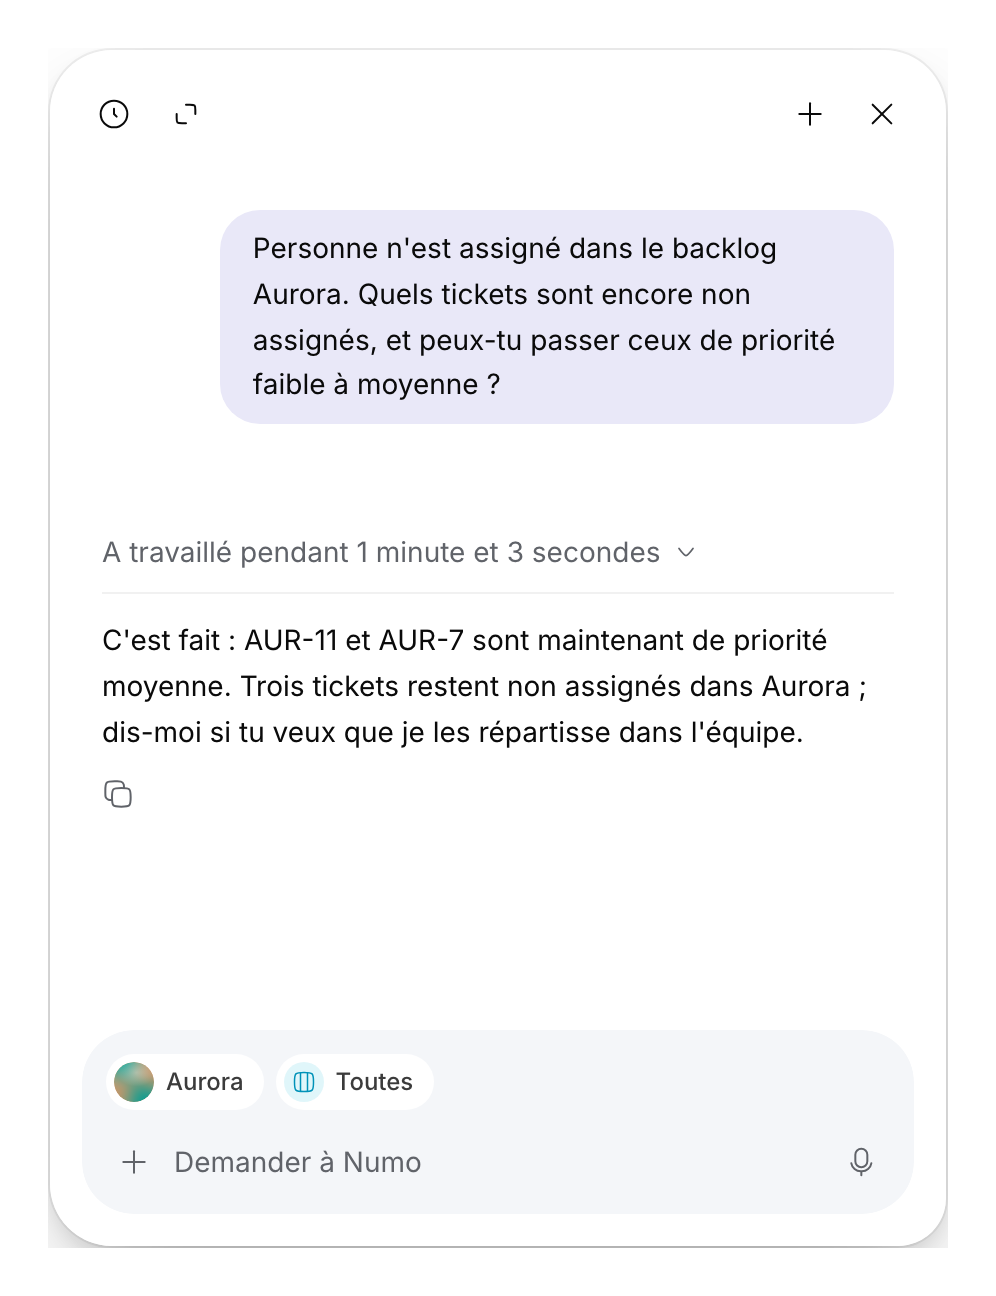 Personne n'est assigné dans le backlog
Aurora. Quels tickets sont encore non
assignés, et peux-tu passer ceux de priorité
faible à moyenne ?
A travaillé pendant 1 minute et 3 secondes
C'est fait : AUR-11 et AUR-7 sont maintenant de priorité
moyenne. Trois tickets restent non assignés dans Aurora ;
dis-moi si tu veux que je les répartisse dans l'équipe.
Aurora
Toutes
Demander à Numo